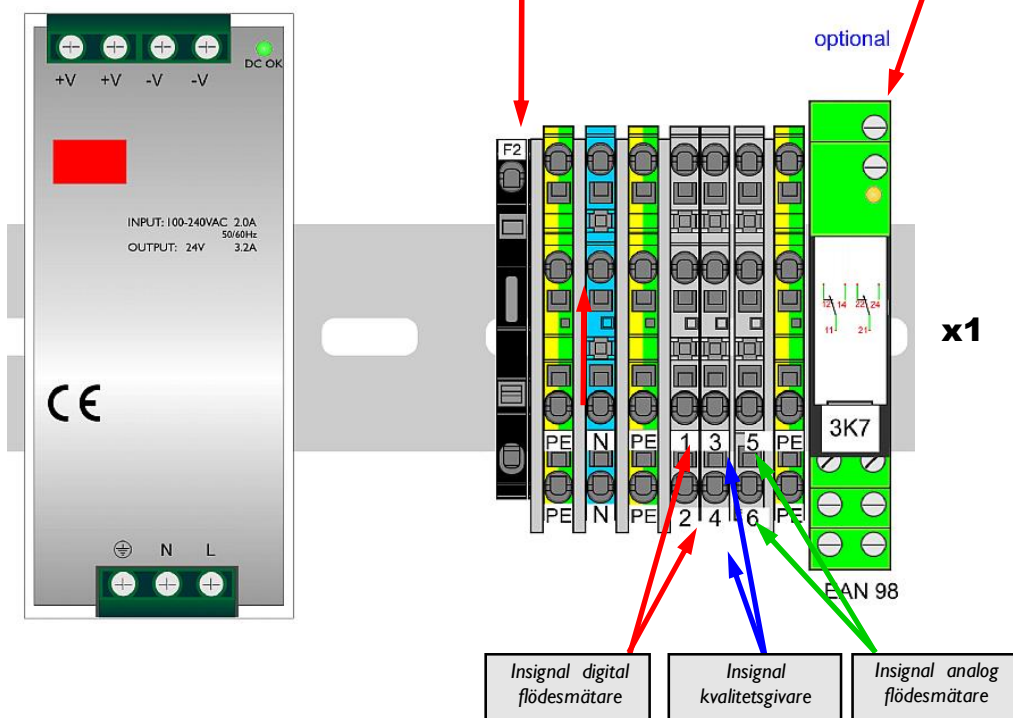 optional
+V +V -V -V
DC OK
F2
INPUT: 100-240VAC 2.0A
50/60Hz
OUTPUT: 24V 3.2A
12 14 22 24
11 21
x1
CE
3K7
PE N PE 1 3 5 PE
PE N PE 2 4 6 PE
N L
EAN 98
Insignal digital
flödesmätare
Insignal
kvalitetsgivare
Insignal analog
flödesmätare